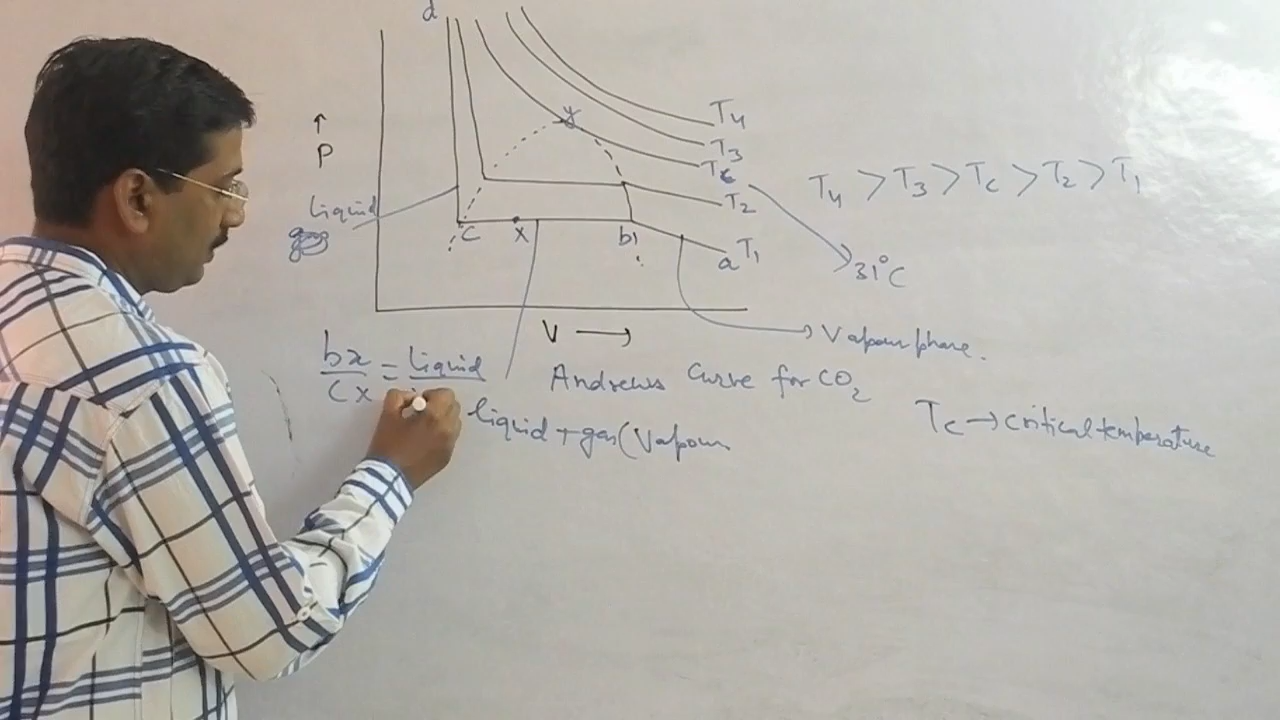 d
↑
P
y
T4
T3
Tc
T2
T1
T4 > T3 > Tc > T2 > T1
Liquid
C
x
b
a
31°C
V →
Vapour phase.
bx/Cx = Liquid
Andrews Curve for CO2
liquid + gas (Vapour
Tc → critical temperature